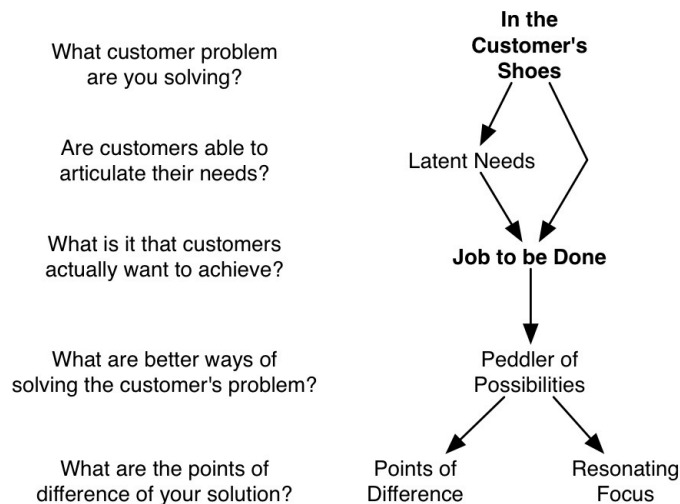 In the
Customer's
Shoes
What customer problem
are you solving?
Are customers able to
articulate their needs?
Latent Needs
What is it that customers
actually want to achieve?
Job to be Done
What are better ways of
solving the customer's problem?
Peddler of
Possibilities
What are the points of
difference of your solution?
Points of
Difference
Resonating
Focus